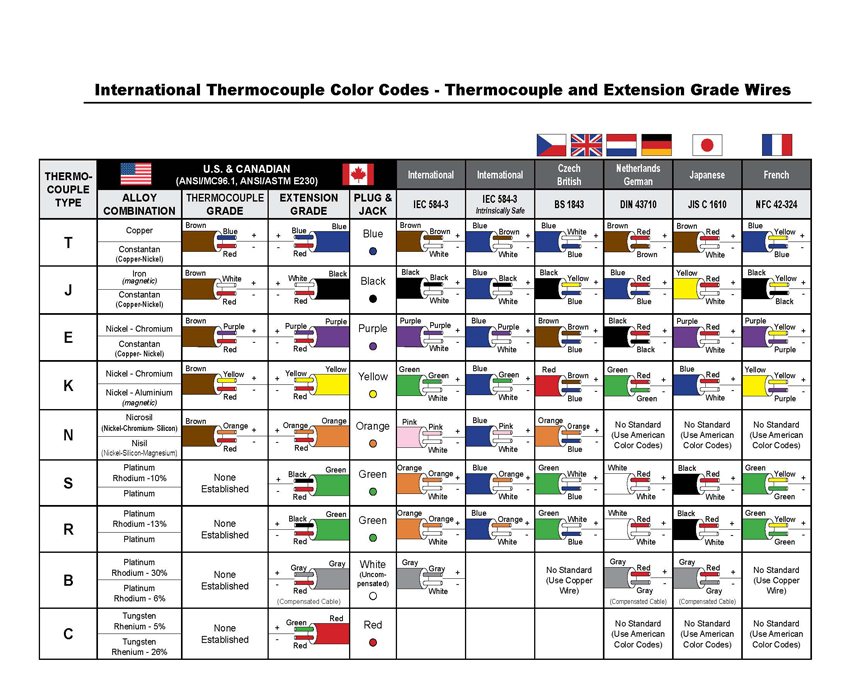 International Thermocouple Color Codes - Thermocouple and Extension Grade Wires
THERMO-
COUPLE
TYPE
U.S. & CANADIAN
(ANSI/MC96.1, ANSI/ASTM E230)
International
International
Czech
British
Netherlands
German
Japanese
French
ALLOY
COMBINATION
THERMOCOUPLE
GRADE
EXTENSION
GRADE
PLUG &
JACK
IEC 584-3
IEC 584-3
Intrinsically Safe
BS 1843
DIN 43710
JIS C 1610
NFC 42-324
T
Copper
Constantan
(Copper-Nickel)
Brown
Blue +
Red -
+ Blue
- Red
Blue
Blue
Brown
Brown +
White -
Blue
Brown +
White -
Blue
White +
Blue -
Brown
Red +
Brown -
Brown
Red +
White -
Blue
Yellow +
Blue -
J
Iron
(magnetic)
Constantan
(Copper-Nickel)
Brown
White +
Red -
+ White
- Red
Black
Black
Black
Black +
White -
Blue
Black +
White -
Black
Yellow +
Blue -
Blue
Red +
Blue -
Yellow
Red +
White -
Black
Yellow +
Black -
E
Nickel - Chromium
Constantan
(Copper- Nickel)
Brown
Purple +
Red -
+ Purple
- Red
Purple
Purple
Purple
Purple +
White -
Blue
Purple +
White -
Brown
Brown +
Blue -
Black
Red +
Black -
Purple
Red +
White -
Purple
Yellow +
Purple -
K
Nickel - Chromium
Nickel - Aluminium
(magnetic)
Brown
Yellow +
Red -
+ Yellow
- Red
Yellow
Yellow
Green
Green +
White -
Blue
Green +
White -
Red
Brown +
Blue -
Green
Red +
Green -
Blue
Red +
White -
Yellow
Yellow +
Purple -
N
Nicrosil
(Nickel-Chromium- Silicon)
Nisil
(Nickel-Silicon-Magnesium)
Brown
Orange +
Red -
+ Orange
- Red
Orange
Orange
Pink
Pink +
White -
Blue
Pink +
White -
Orange
Orange +
Blue -
No Standard
(Use American
Color Codes)
No Standard
(Use American
Color Codes)
No Standard
(Use American
Color Codes)
S
Platinum
Rhodium -10%
Platinum
None
Established
+ Black
- Red
Green
Green
Orange
Orange +
White -
Blue
Orange +
White -
Green
White +
Blue -
White
Red +
White -
Black
Red +
White -
Green
Yellow +
Green -
R
Platinum
Rhodium -13%
Platinum
None
Established
+ Black
- Red
Green
Green
Orange
Orange +
White -
Blue
Orange +
White -
Green
White +
Blue -
White
Red +
White -
Black
Red +
White -
Green
Yellow +
Green -
B
Platinum
Rhodium - 30%
Platinum
Rhodium - 6%
None
Established
+ Gray
- Red
Gray
(Compensated Cable)
White
(Uncom-
pensated)
Gray
Gray +
White -
No Standard
(Use Copper
Wire)
Gray
Red +
Gray -
(Compensated Cable)
Gray
Red +
Gray -
(Compensated Cable)
No Standard
(Use Copper
Wire)
C
Tungsten
Rhenium - 5%
Tungsten
Rhenium - 26%
None
Established
+ Green
- Red
Red
Red
No Standard
(Use American
Color Codes)
No Standard
(Use American
Color Codes)
No Standard
(Use American
Color Codes)